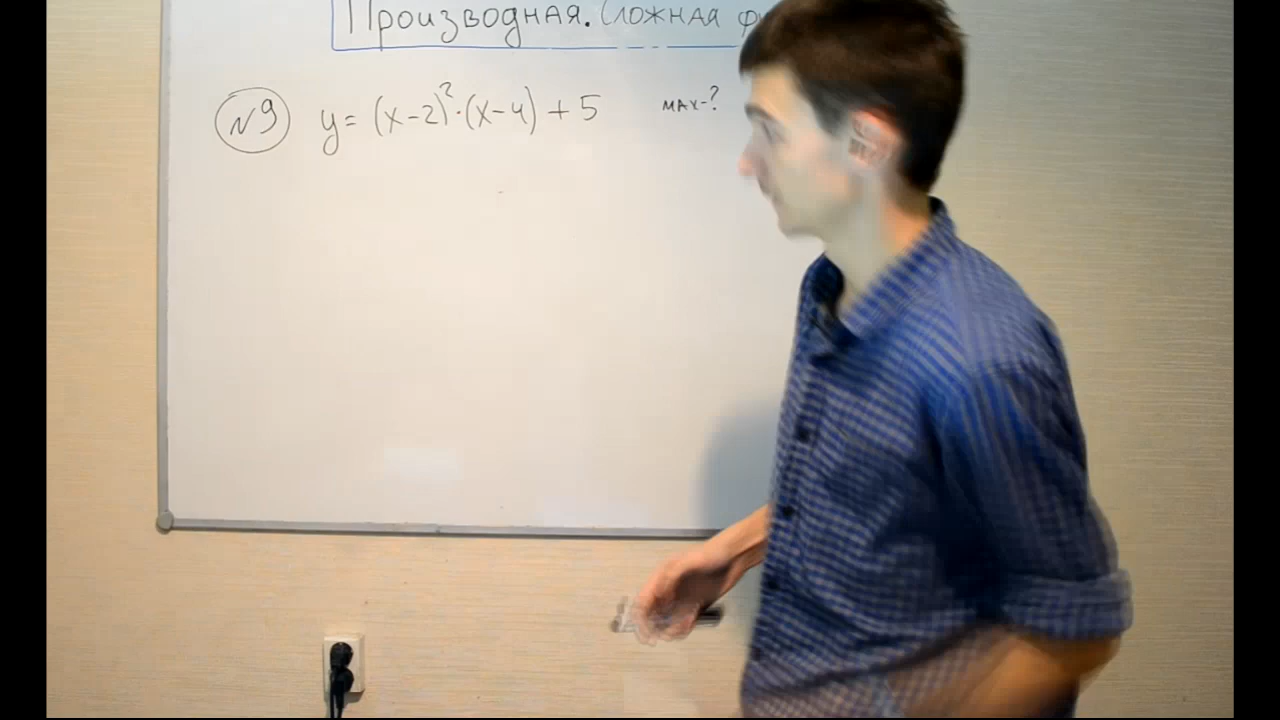 Производная. Сложная ф
№9 y = (x-2)²·(x-4) + 5 max-?